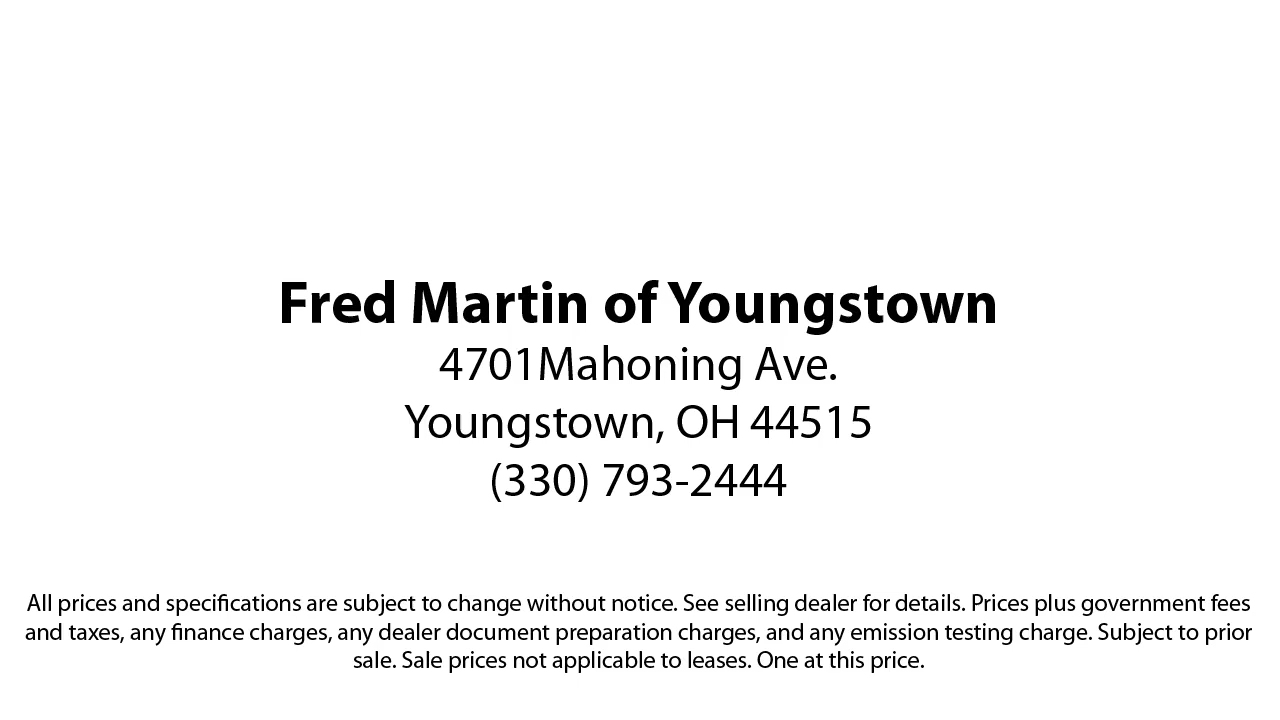 Fred Martin of Youngstown
4701Mahoning Ave.
Youngstown, OH 44515
(330) 793-2444
All prices and specifications are subject to change without notice. See selling dealer for details. Prices plus government fees
and taxes, any finance charges, any dealer document preparation charges, and any emission testing charge. Subject to prior
sale. Sale prices not applicable to leases. One at this price.